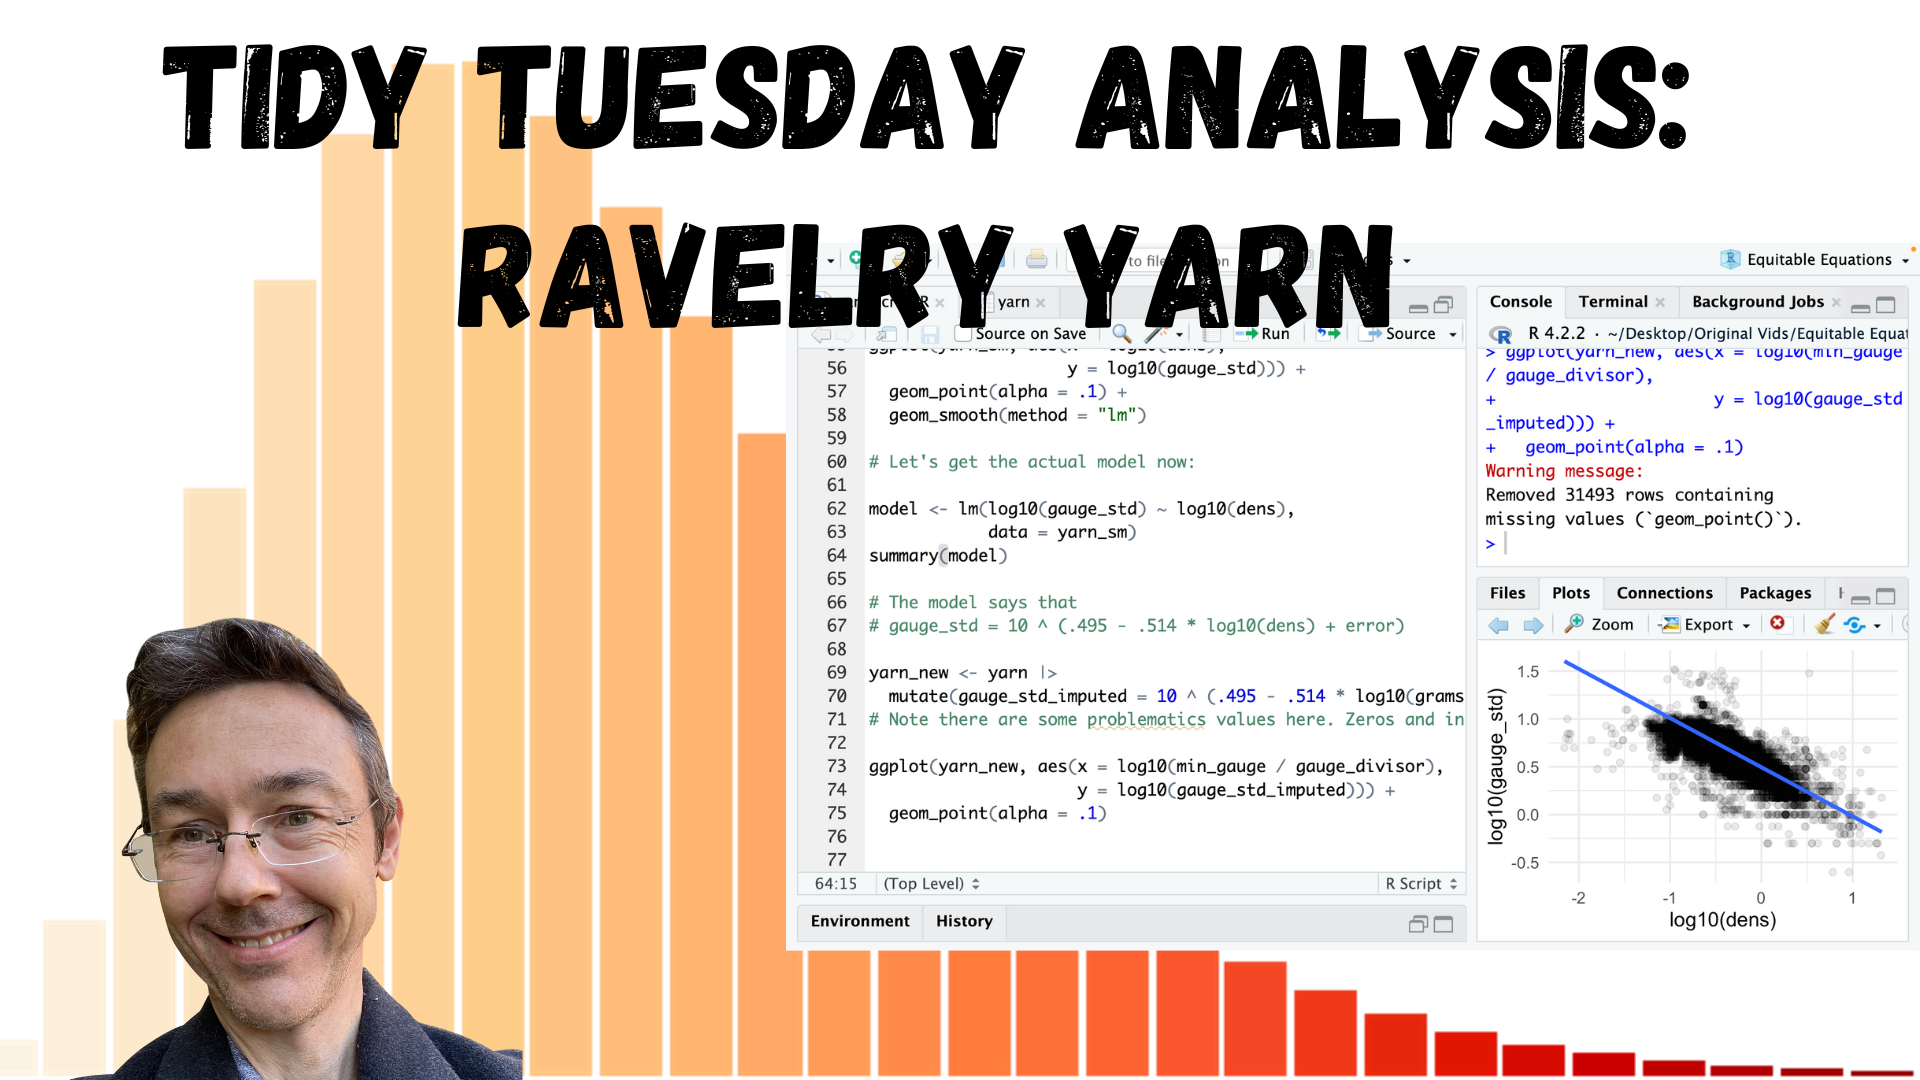 TIDY TUESDAY ANALYSIS:
RAVELRY YARN
Equitable Equations
yarn
Source on Save
Run
Source
56 y = log10(gauge_std))) +
57 geom_point(alpha = .1) +
58 geom_smooth(method = "lm")
59
60 # Let's get the actual model now:
61
62 model <- lm(log10(gauge_std) ~ log10(dens),
63 data = yarn_sm)
64 summary(model)
65
66 # The model says that
67 # gauge_std = 10 ^ (.495 - .514 * log10(dens) + error)
68
69 yarn_new <- yarn |>
70 mutate(gauge_std_imputed = 10 ^ (.495 - .514 * log10(grams
71 # Note there are some problematics values here. Zeros and in
72
73 ggplot(yarn_new, aes(x = log10(min_gauge / gauge_divisor),
74 y = log10(gauge_std_imputed))) +
75 geom_point(alpha = .1)
76
77
64:15 (Top Level) R Script
Environment History
Console Terminal Background Jobs
R 4.2.2 · ~/Desktop/Original Vids/Equitable Equat
> ggplot(yarn_new, aes(x = log10(min_gauge
/ gauge_divisor),
+ y = log10(gauge_std
_imputed))) +
+ geom_point(alpha = .1)
Warning message:
Removed 31493 rows containing
missing values (`geom_point()`).
>
Files Plots Connections Packages
Zoom Export
1.5
1.0
0.5
0.0
-0.5
log10(gauge_std)
-2 -1 0 1
log10(dens)